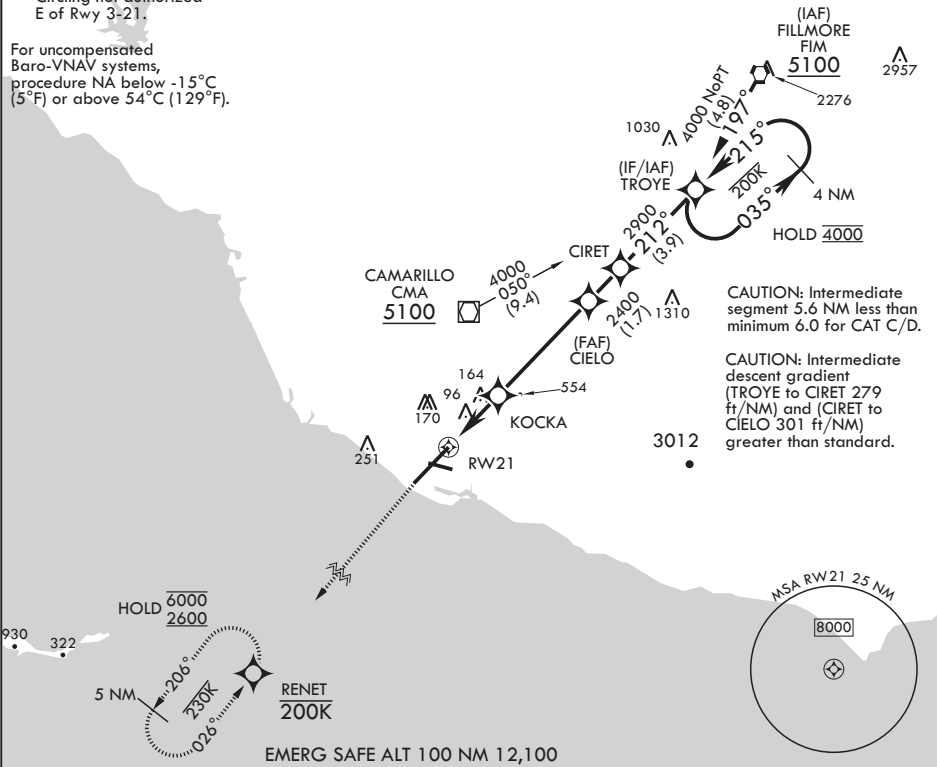 Circling not authorized
E of Rwy 3-21.
For uncompensated
Baro-VNAV systems,
procedure NA below -15°C
(5°F) or above 54°C (129°F).
(IAF)
FILLMORE
FIM
5100
2957
2276
4000 NoPT
(4.8)
197°
215°
1030
(IF/IAF)
TROYE
200K
035°
4 NM
HOLD 4000
2900
212°
(3.9)
CIRET
CAMARILLO
CMA
5100
4000
050°
(9.4)
2400
(1.7)
1310
(FAF)
CIELO
CAUTION: Intermediate
segment 5.6 NM less than
minimum 6.0 for CAT C/D.
CAUTION: Intermediate
descent gradient
(TROYE to CIRET 279
ft/NM) and (CIRET to
CIELO 301 ft/NM)
greater than standard.
164
96
170
554
KOCKA
251
RW21
3012
MSA RW21 25 NM
8000
HOLD 6000
2600
930
322
206°
5 NM
230K
026°
RENET
200K
EMERG SAFE ALT 100 NM 12,100